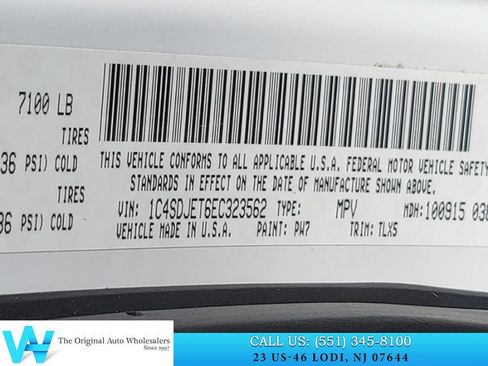 7100 LB
TIRES
36 PSI) COLD
TIRES
36 PSI) COLD
THIS VEHICLE CONFORMS TO ALL APPLICABLE U.S.A. FEDERAL MOTOR VEHICLE SAFETY
STANDARDS IN EFFECT ON THE DATE OF MANUFACTURE SHOWN ABOVE.
VIN: 1C4SDJET6EC323562 TYPE: MPV MDH: 100915 030
VEHICLE MADE IN U.S.A. PAINT: PW7 TRIM: TLX5
W
The Original Auto Wholesalers
Since 1997
CALL US: (551) 345-8100
23 US-46 LODI, NJ 07644